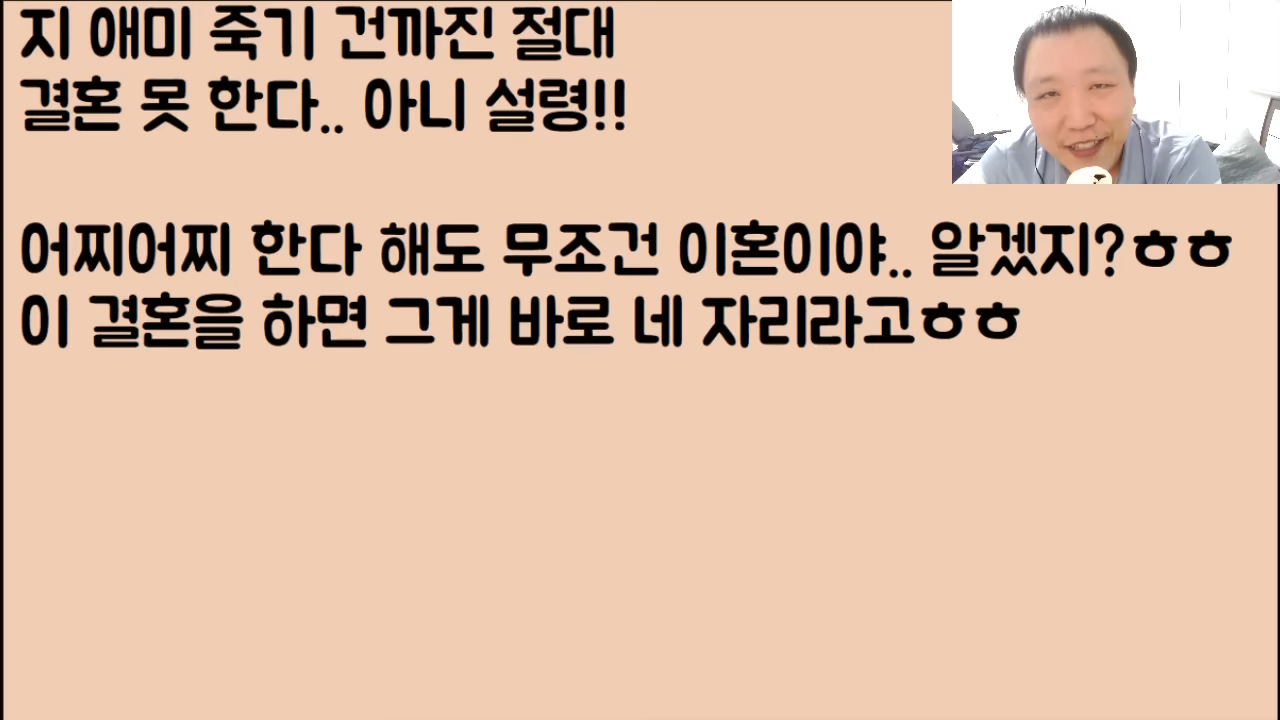 지 애미 죽기 건까진 절대
결혼 못 한다.. 아니 설령!!
어찌어찌 한다 해도 무조건 이혼이야.. 알겠지?ㅎㅎ
이 결혼을 하면 그게 바로 네 자리라고ㅎㅎ